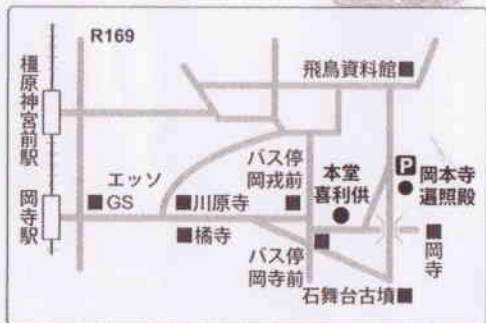 R169
飛鳥資料館
橿原神宮前駅
岡寺駅
エッソ
GS
川原寺
橘寺
バス停
岡戎前
本堂
喜利供
P
岡本寺
遍照殿
岡寺
バス停
岡寺前
石舞台古墳